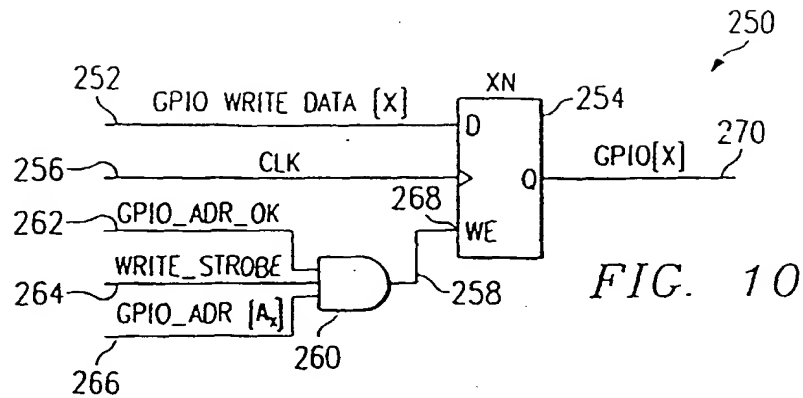 250
252
GPIO WRITE DATA [X]
XN
254
D
256
CLK
Q
GPIO[X]
270
262
GPIO_ADR_OK
268
WE
264
WRITE_STROBE
258
FIG. 10
GPIO_ADR [Ax]
260
266